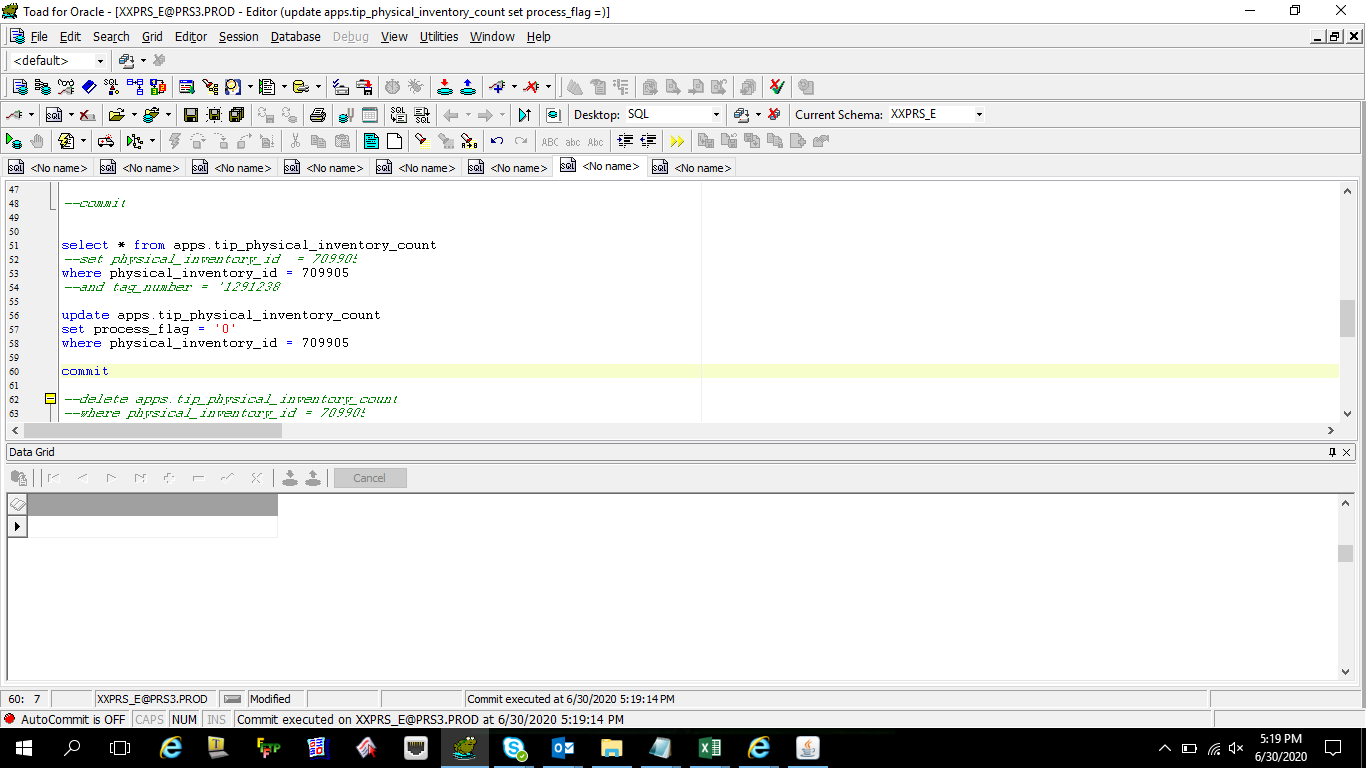 Toad for Oracle - [XXPRS_E@PRS3.PROD - Editor (update apps.tip_physical_inventory_count set process_flag =)]
File Edit Search Grid Editor Session Database Debug View Utilities Window Help
<default>
SQL
Desktop: SQL Current Schema: XXPRS_E
ABC abc Abc
<No name> <No name> <No name> <No name> <No name> <No name> <No name> <No name>
47
48 --commit
49
50
51 select * from apps.tip_physical_inventory_count
52 --set physical_inventory_id  = 709905
53 where physical_inventory_id = 709905
54 --and tag_number = '1291238
55
56 update apps.tip_physical_inventory_count
57 set process_flag = '0'
58 where physical_inventory_id = 709905
59
60 commit
61
62 --delete apps.tip_physical_inventory_count
63 --where physical_inventory_id = 709905
Data Grid
Cancel
60: 7 XXPRS_E@PRS3.PROD Modified Commit executed at 6/30/2020 5:19:14 PM
AutoCommit is OFF CAPS NUM INS Commit executed on XXPRS_E@PRS3.PROD at 6/30/2020 5:19:14 PM
5:19 PM
6/30/2020